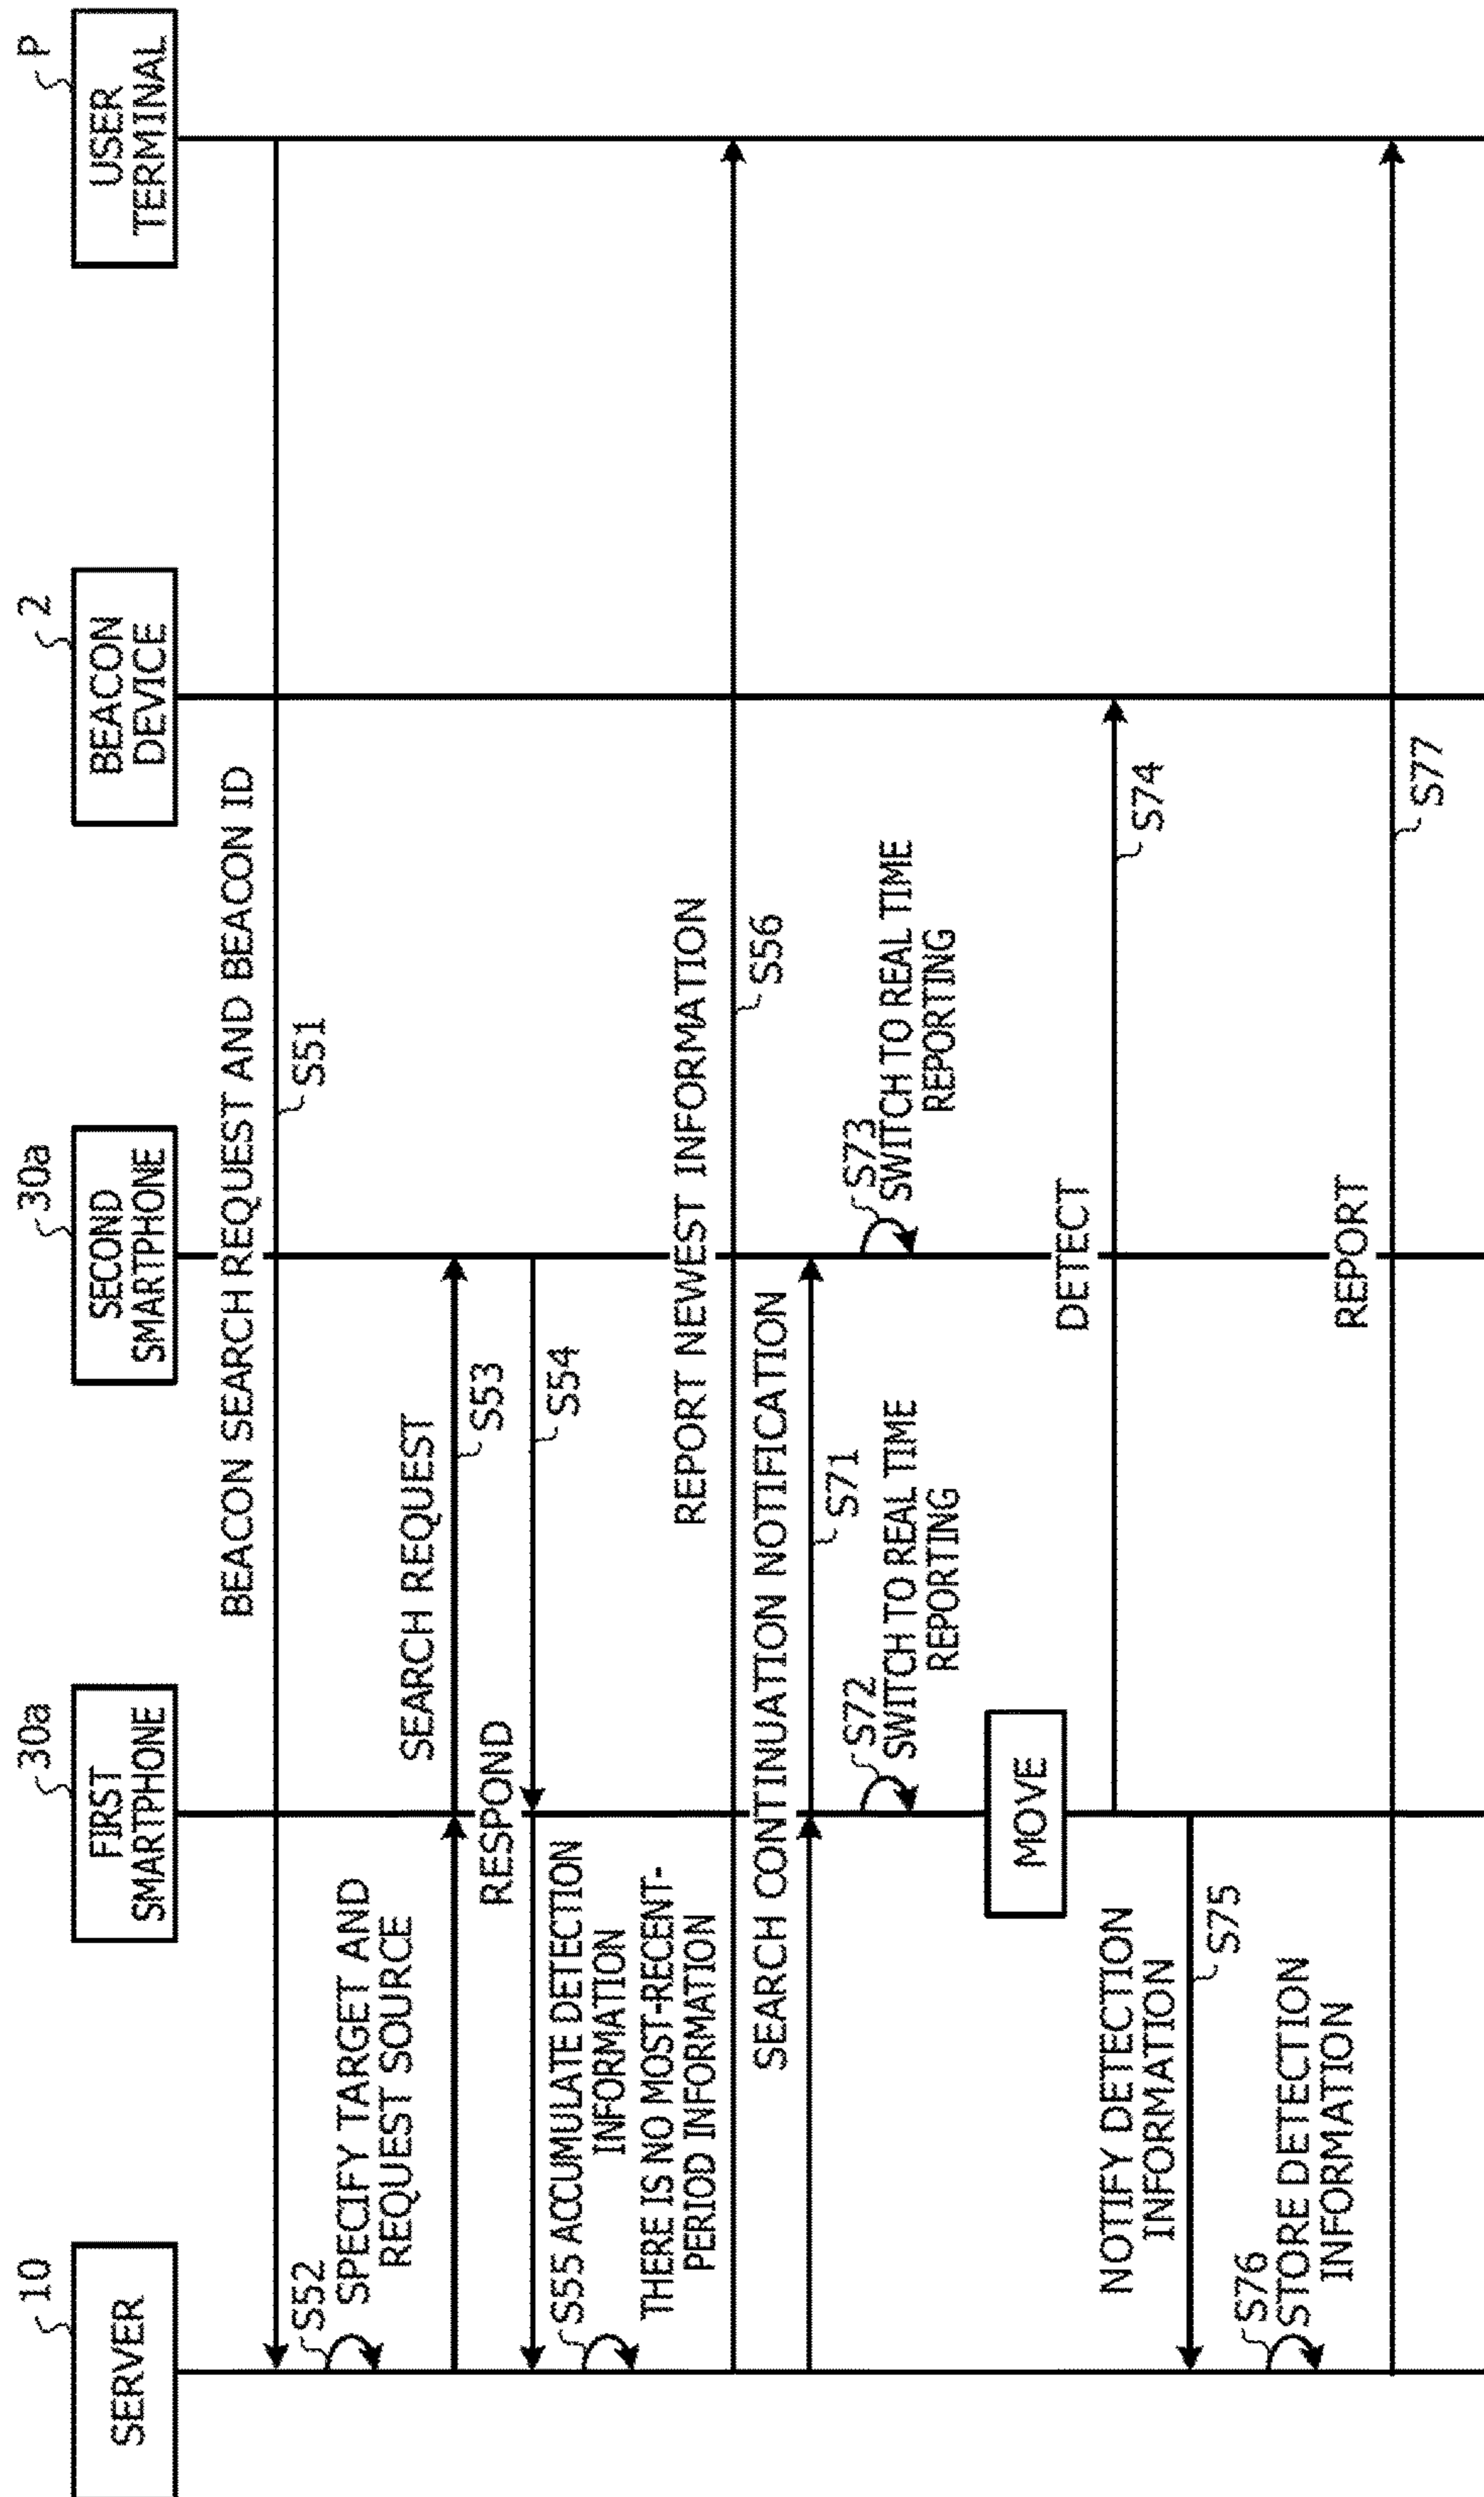 10
SERVER
30a
FIRST
SMARTPHONE
30a
SECOND
SMARTPHONE
2
BEACON
DEVICE
P
USER
TERMINAL
BEACON SEARCH REQUEST AND BEACON ID
S51
S52
SPECIFY TARGET AND
REQUEST SOURCE
SEARCH REQUEST
S53
RESPOND
S54
S55 ACCUMULATE DETECTION
INFORMATION
THERE IS NO MOST-RECENT-
PERIOD INFORMATION
REPORT NEWEST INFORMATION
S56
SEARCH CONTINUATION NOTIFICATION
S71
S72
SWITCH TO REAL TIME
REPORTING
S73
SWITCH TO REAL TIME
REPORTING
MOVE
DETECT
S74
NOTIFY DETECTION
INFORMATION
S75
S76
STORE DETECTION
INFORMATION
REPORT
S77